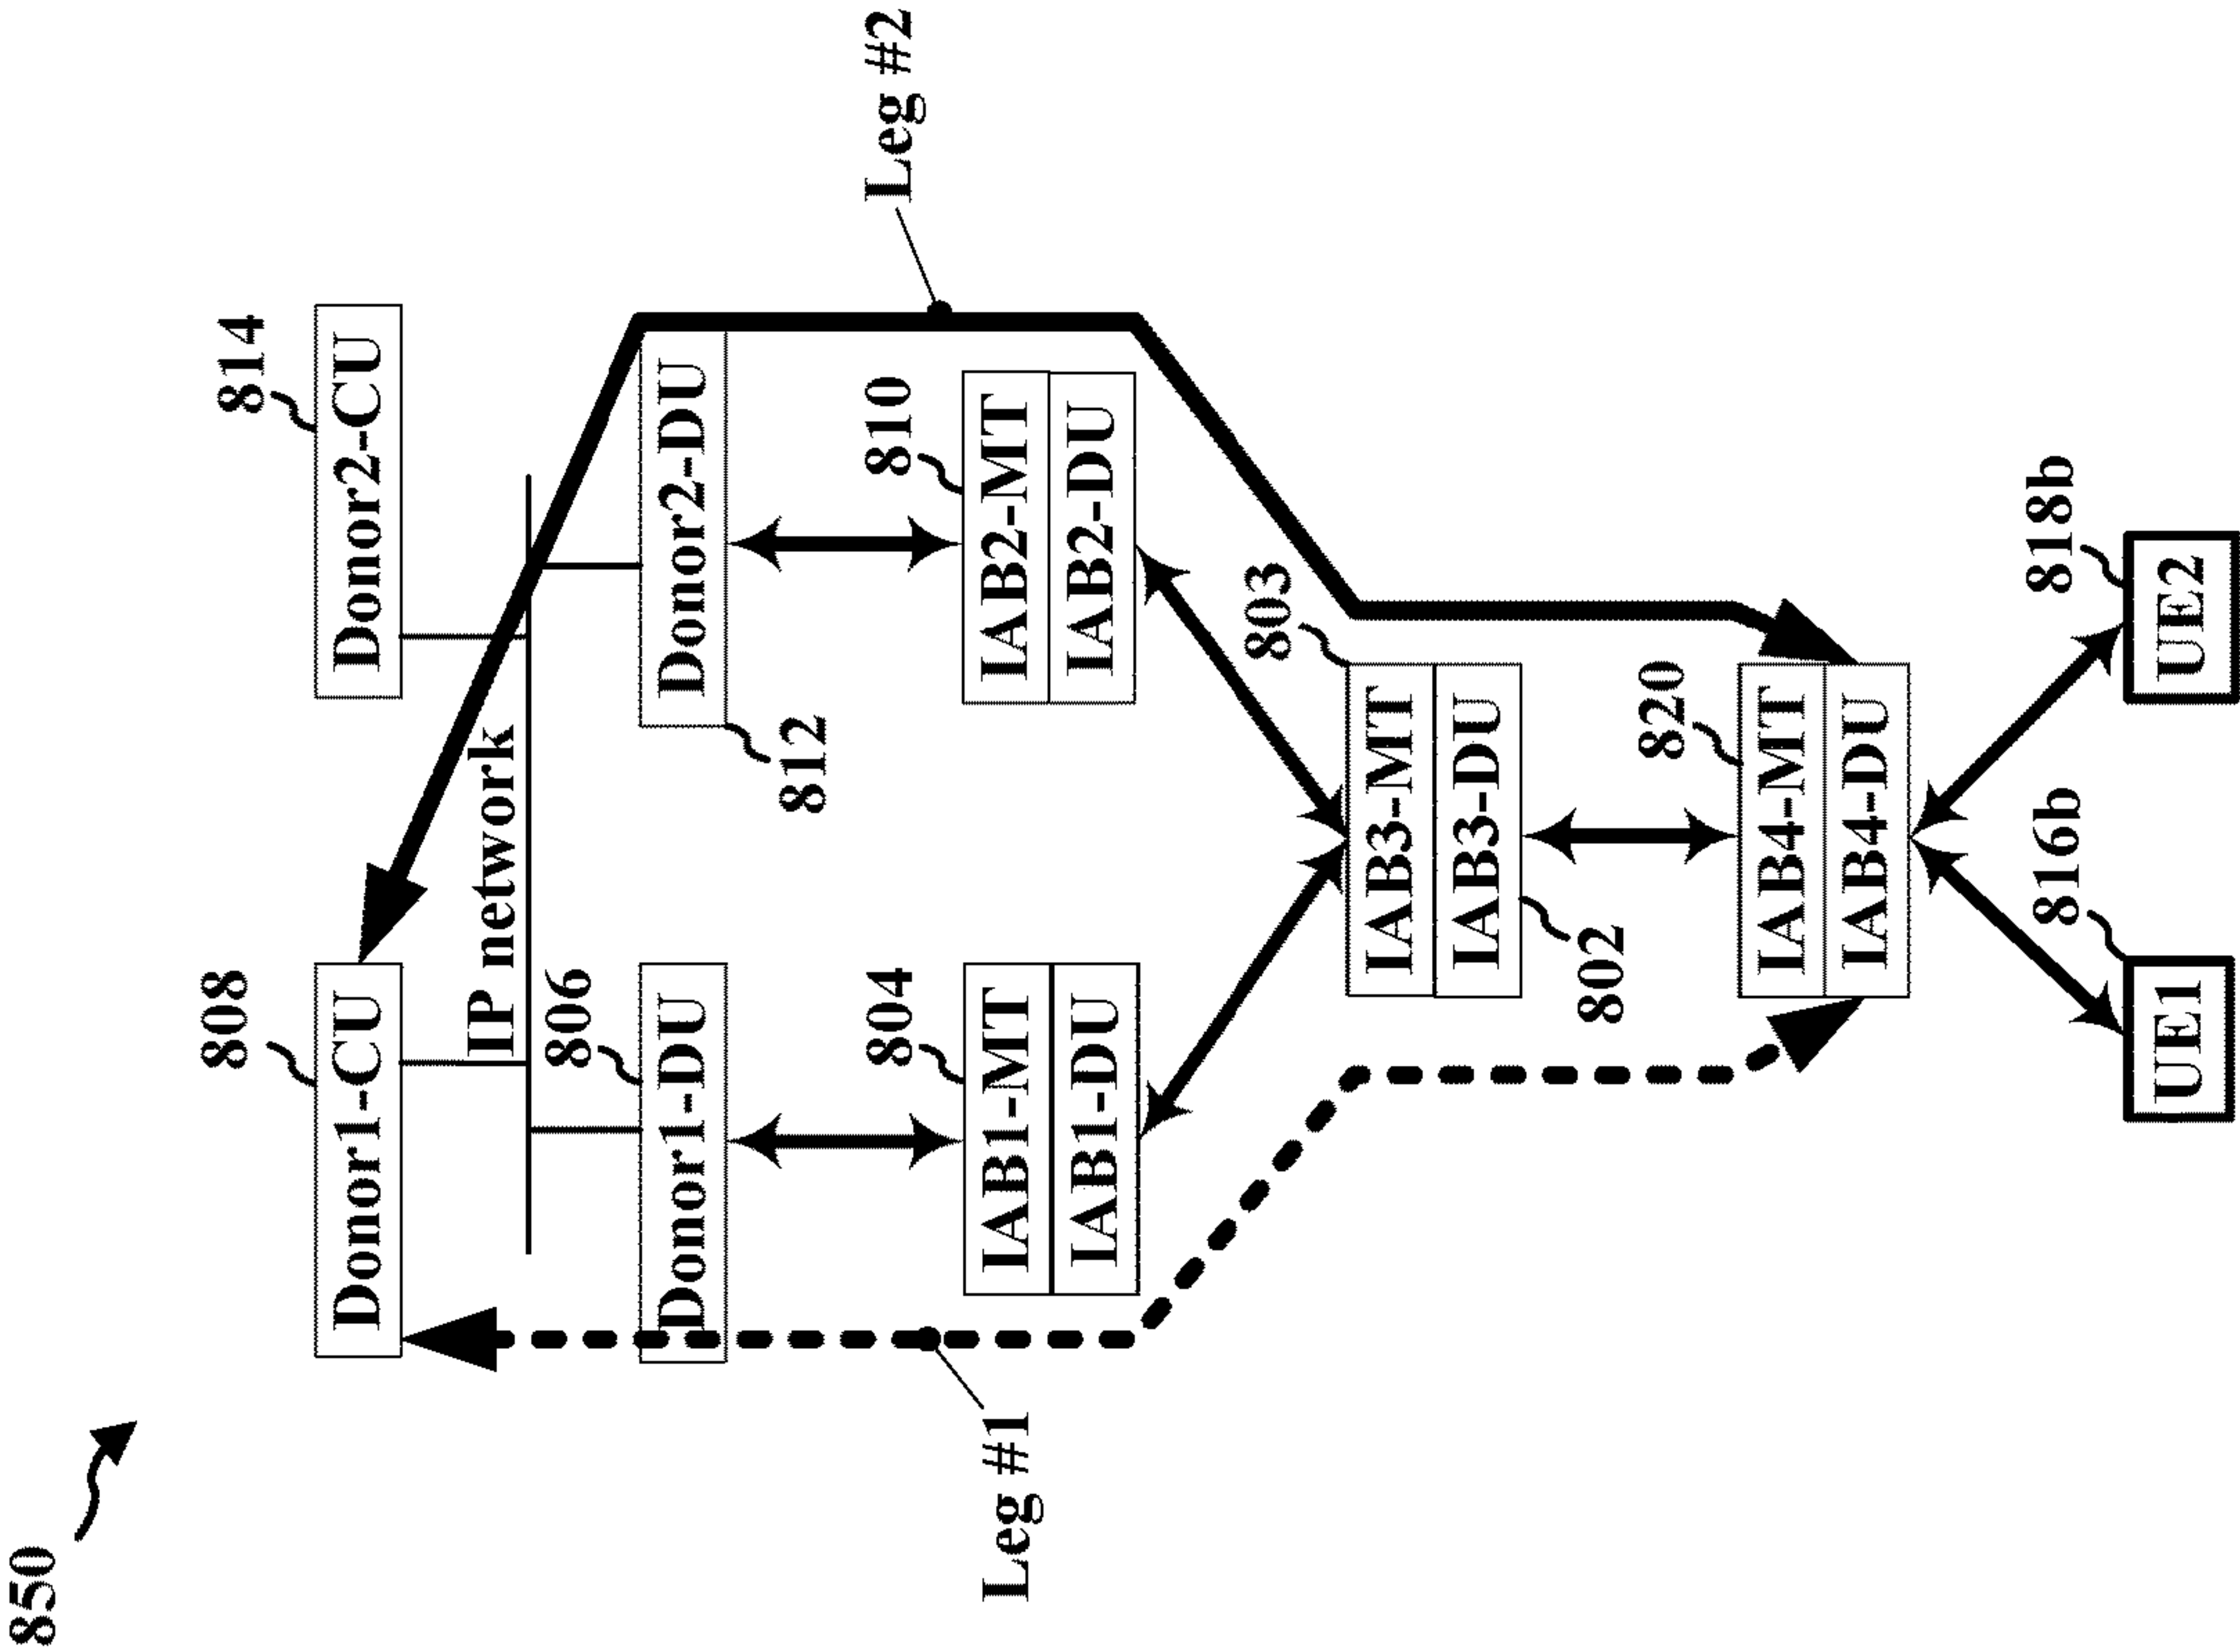 850
808
814
Donor1-CU
Donor2-CU
IP network
806
Donor1-DU
Donor2-DU
812
Leg #2
804
810
IAB1-MT
IAB2-MT
IAB1-DU
IAB2-DU
Leg #1
803
IAB3-MT
IAB3-DU
802
820
IAB4-MT
IAB4-DU
816b
818b
UE1
UE2